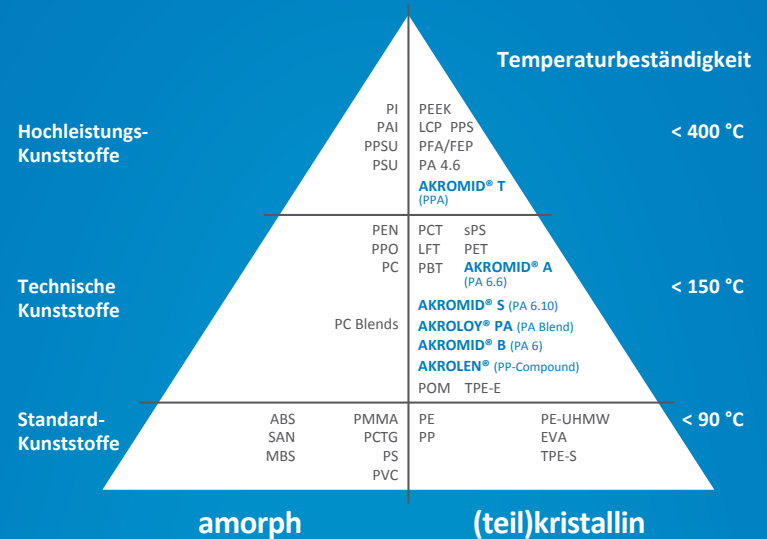 Temperaturbeständigkeit
Hochleistungs-
Kunststoffe
PI
PAI
PPSU
PSU
PEEK
LCP PPS
PFA/FEP
PA 4.6
AKROMID® T
(PPA)
< 400 °C
Technische
Kunststoffe
PEN
PPO
PC
PC Blends
PCT sPS
LFT PET
PBT AKROMID® A
(PA 6.6)
AKROMID® S (PA 6.10)
AKROLOY® PA (PA Blend)
AKROMID® B (PA 6)
AKROLEN® (PP-Compound)
POM TPE-E
< 150 °C
Standard-
Kunststoffe
ABS PMMA
SAN PCTG
MBS PS
PVC
PE PE-UHMW
PP EVA
TPE-S
< 90 °C
amorph (teil)kristallin